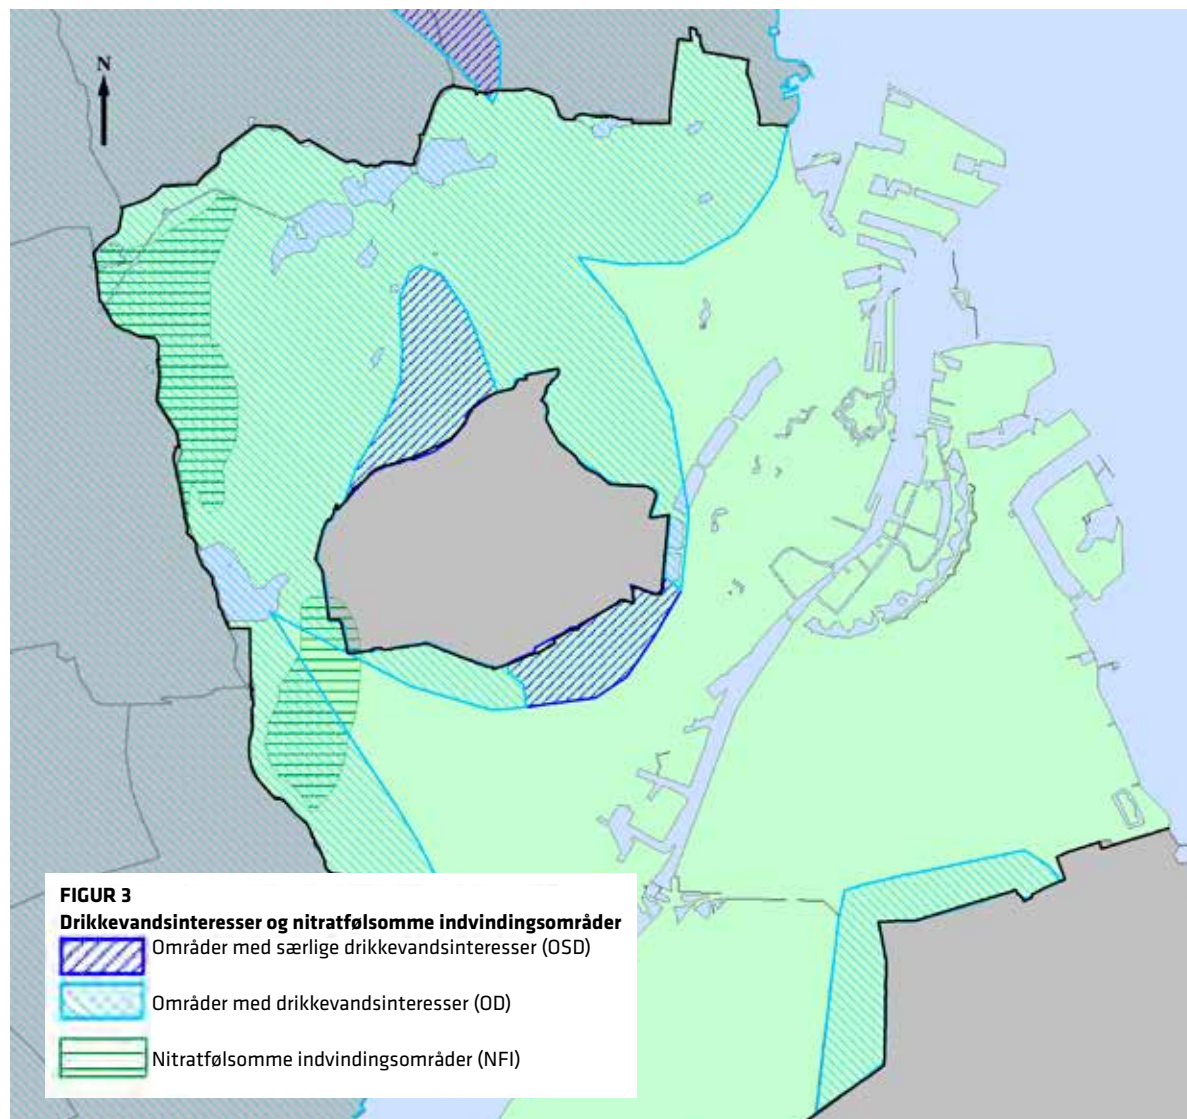 N
FIGUR 3
Drikkevandsinteresser og nitratfølsomme indvindingsområder
Områder med særlige drikkevandsinteresser (OSD)
Områder med drikkevandsinteresser (OD)
Nitratfølsomme indvindingsområder (NFI)